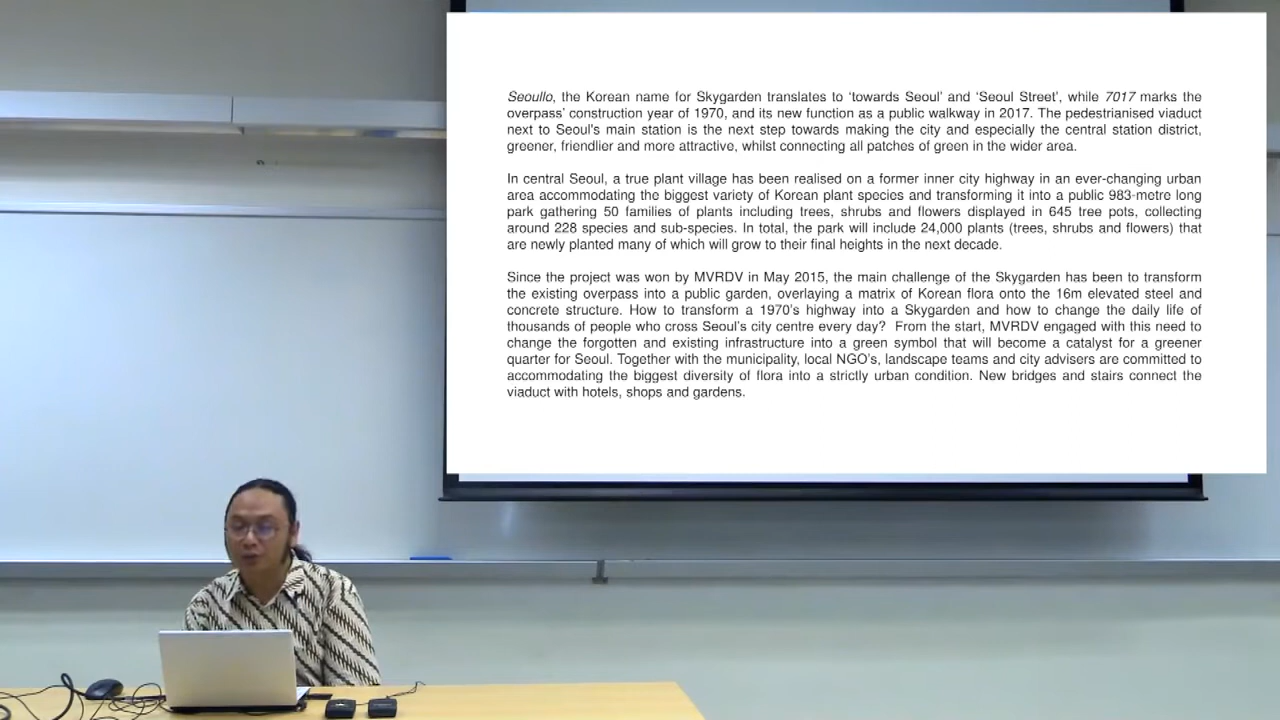 Seoullo, the Korean name for Skygarden translates to ‘towards Seoul’ and ‘Seoul Street’, while 7017 marks the
overpass’ construction year of 1970, and its new function as a public walkway in 2017. The pedestrianised viaduct
next to Seoul's main station is the next step towards making the city and especially the central station district,
greener, friendlier and more attractive, whilst connecting all patches of green in the wider area.
In central Seoul, a true plant village has been realised on a former inner city highway in an ever-changing urban
area accommodating the biggest variety of Korean plant species and transforming it into a public 983-metre long
park gathering 50 families of plants including trees, shrubs and flowers displayed in 645 tree pots, collecting
around 228 species and sub-species. In total, the park will include 24,000 plants (trees, shrubs and flowers) that
are newly planted many of which will grow to their final heights in the next decade.
Since the project was won by MVRDV in May 2015, the main challenge of the Skygarden has been to transform
the existing overpass into a public garden, overlaying a matrix of Korean flora onto the 16m elevated steel and
concrete structure. How to transform a 1970’s highway into a Skygarden and how to change the daily life of
thousands of people who cross Seoul’s city centre every day? From the start, MVRDV engaged with this need to
change the forgotten and existing infrastructure into a green symbol that will become a catalyst for a greener
quarter for Seoul. Together with the municipality, local NGO’s, landscape teams and city advisers are committed to
accommodating the biggest diversity of flora into a strictly urban condition. New bridges and stairs connect the
viaduct with hotels, shops and gardens.